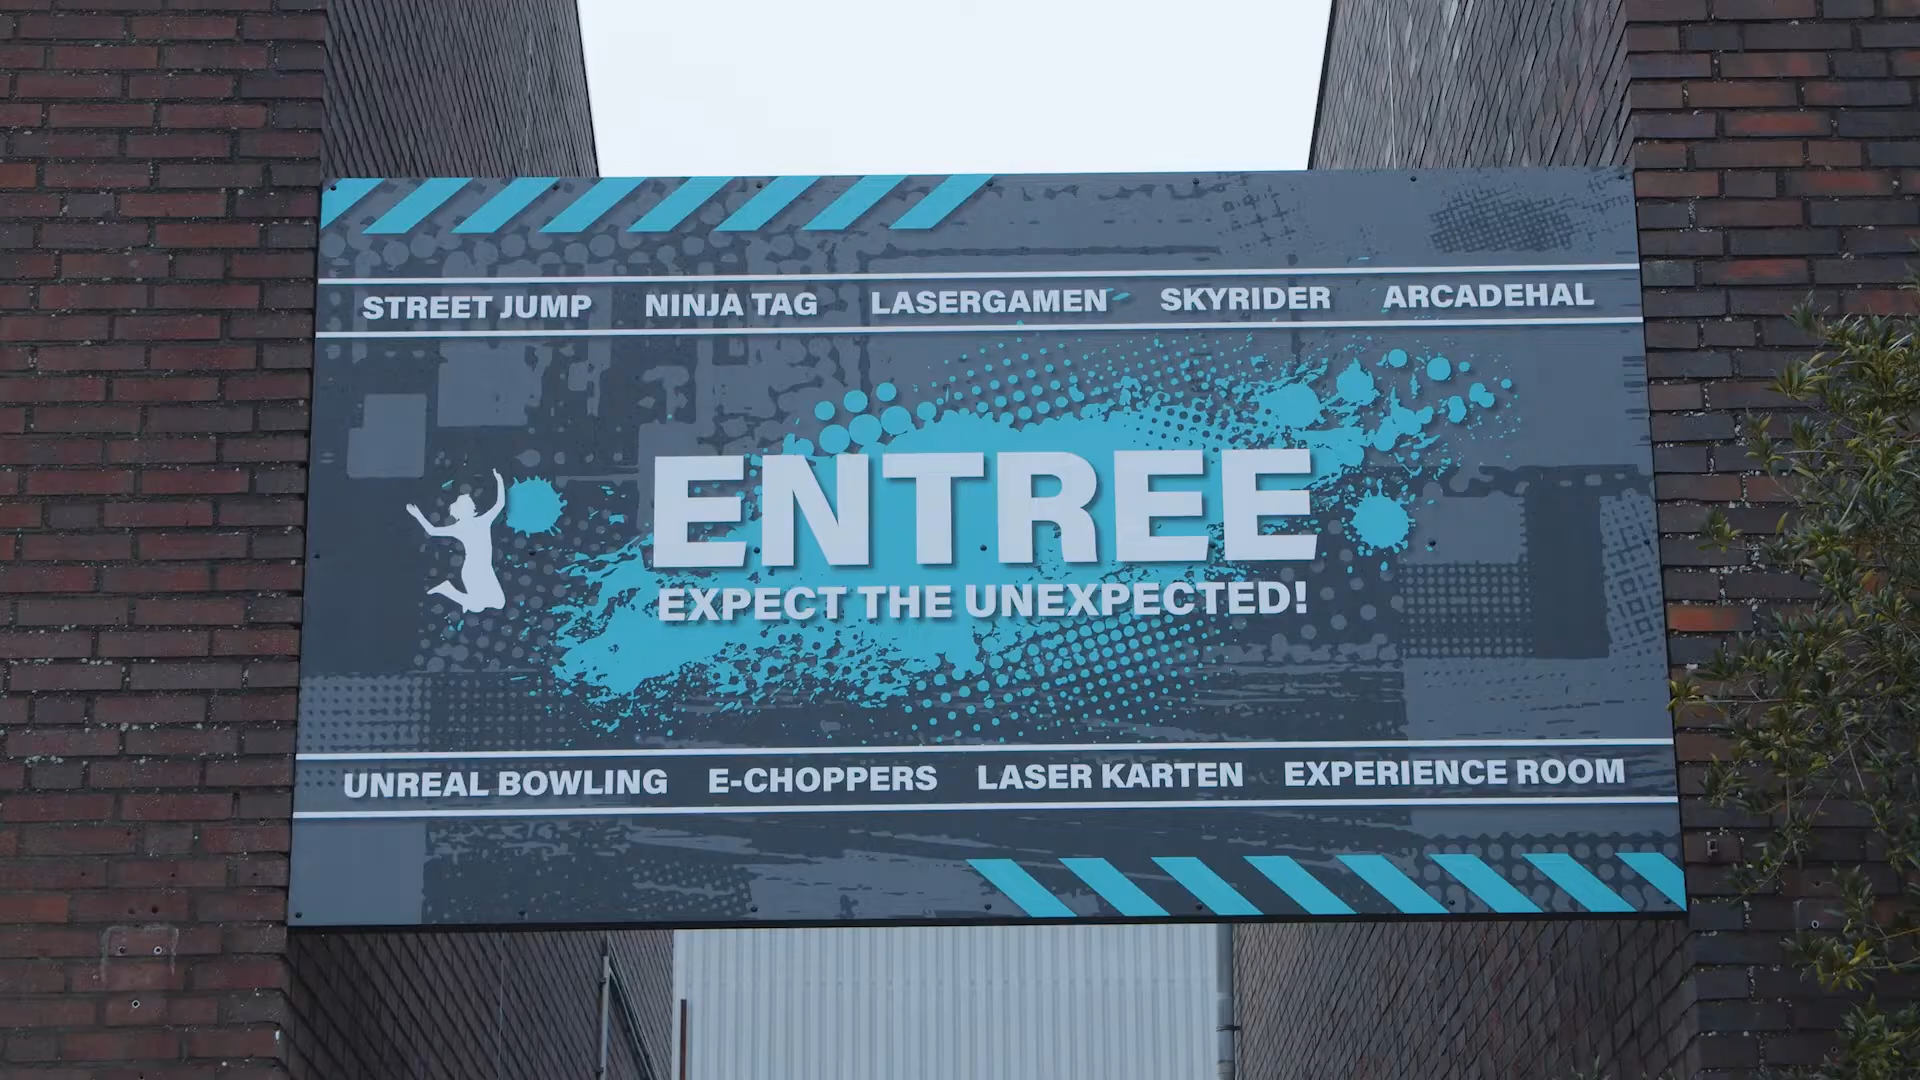 STREET JUMP NINJA TAG LASERGAMEN SKYRIDER ARCADEHAL
ENTREE
EXPECT THE UNEXPECTED!
UNREAL BOWLING E-CHOPPERS LASER KARTEN EXPERIENCE ROOM